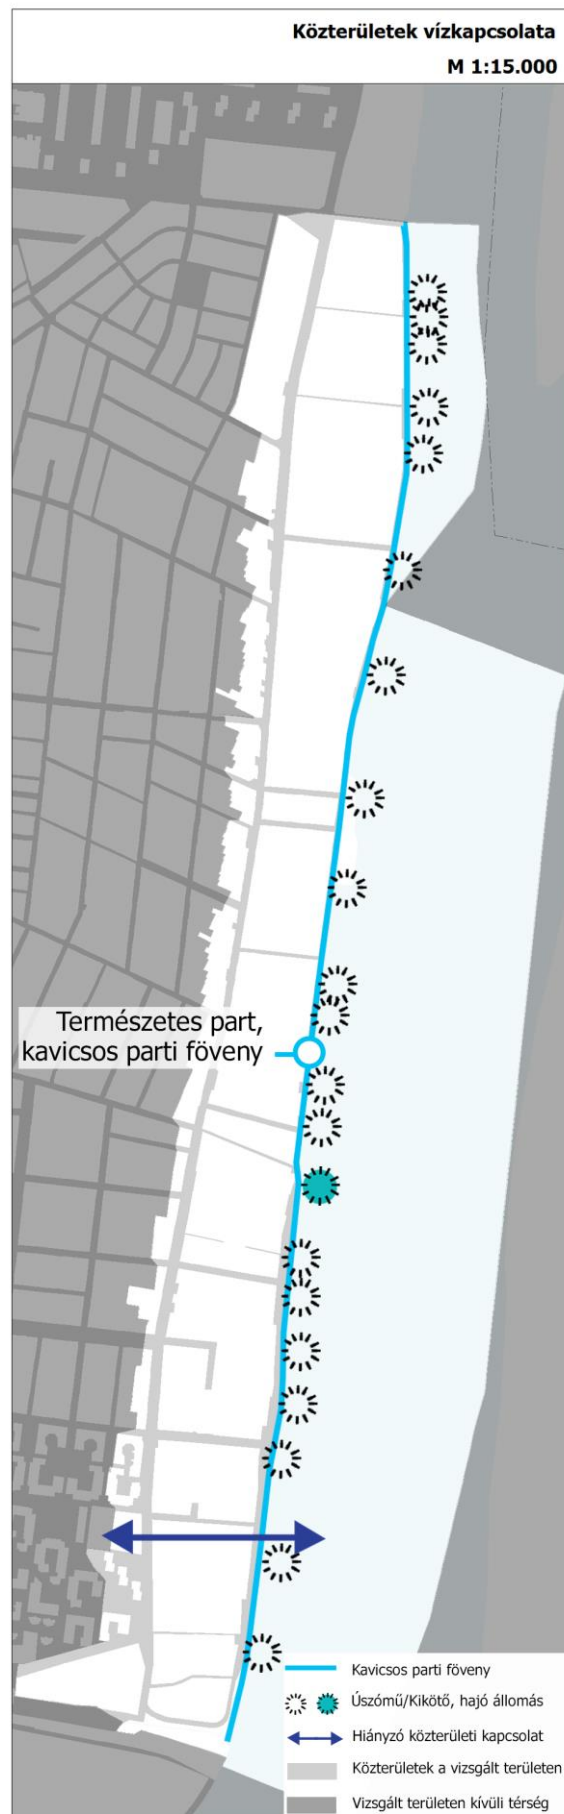 Közterületek vízkapcsolata
M 1:15.000
Természetes part,
kavicsos parti föveny
Kavicsos parti föveny
Úszómű/Kikötő, hajó állomás
Hiányzó közterületi kapcsolat
Közterületek a vizsgált területen
Vizsgált területen kívüli térség